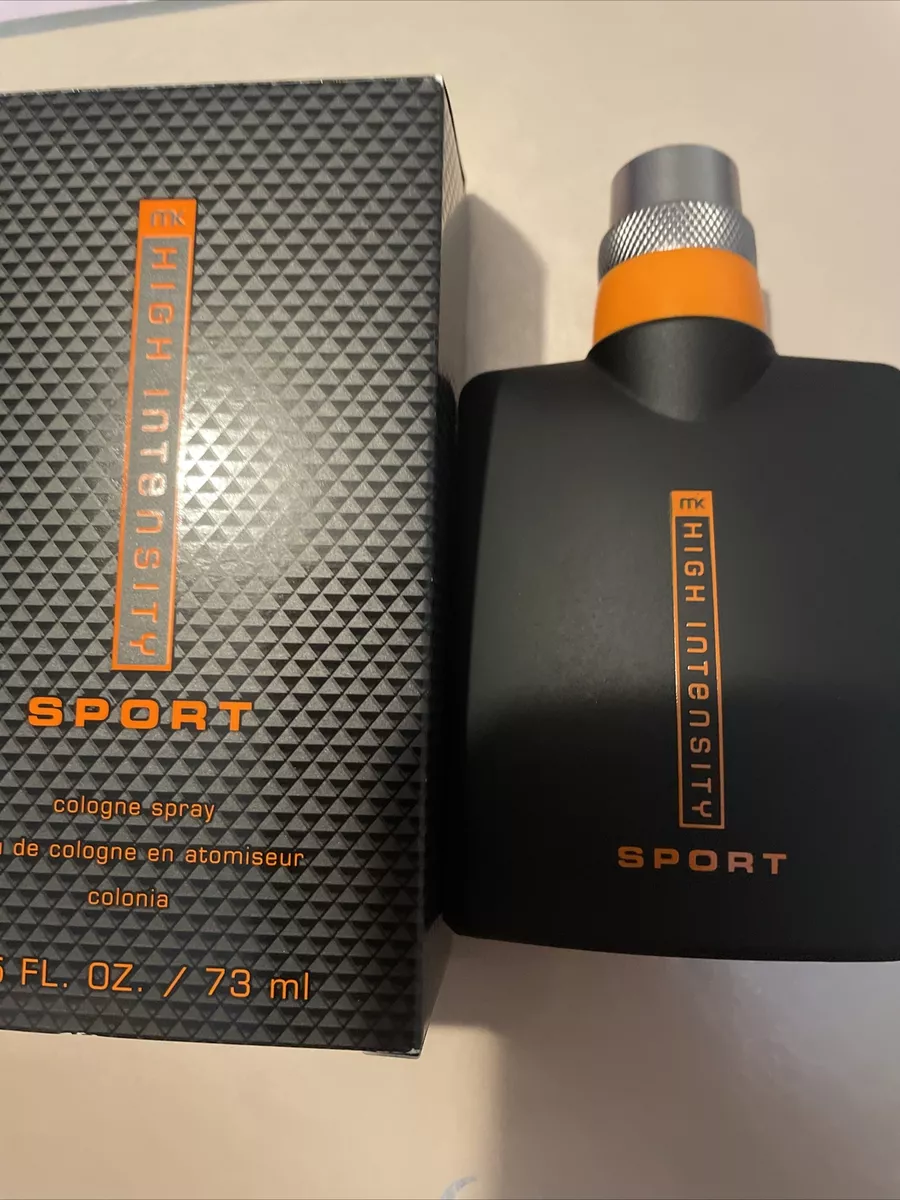 mK
HIGH InTenSITY
SPORT
cologne spray
de cologne en atomiseur
colonia
FL. OZ. / 73 ml
mK
HIGH InTenSITY
SPORT